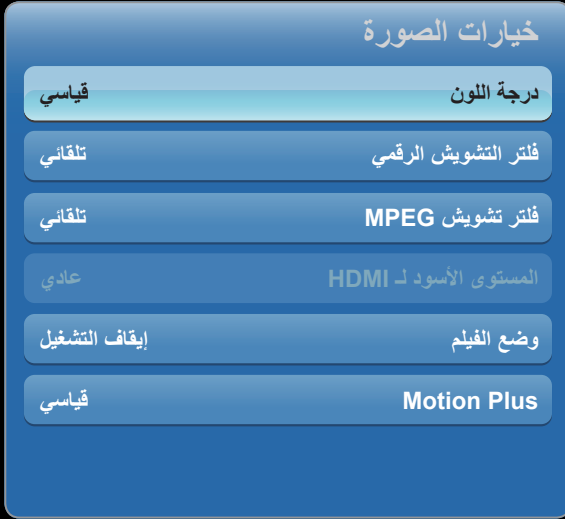 خيارات الصورة
درجة اللون قياسي
فلتر التشويش الرقمي تلقائي
فلتر تشويش MPEG تلقائي
المستوى الأسود لـ HDMI عادي
وضع الفيلم إيقاف التشغيل
Motion Plus قياسي